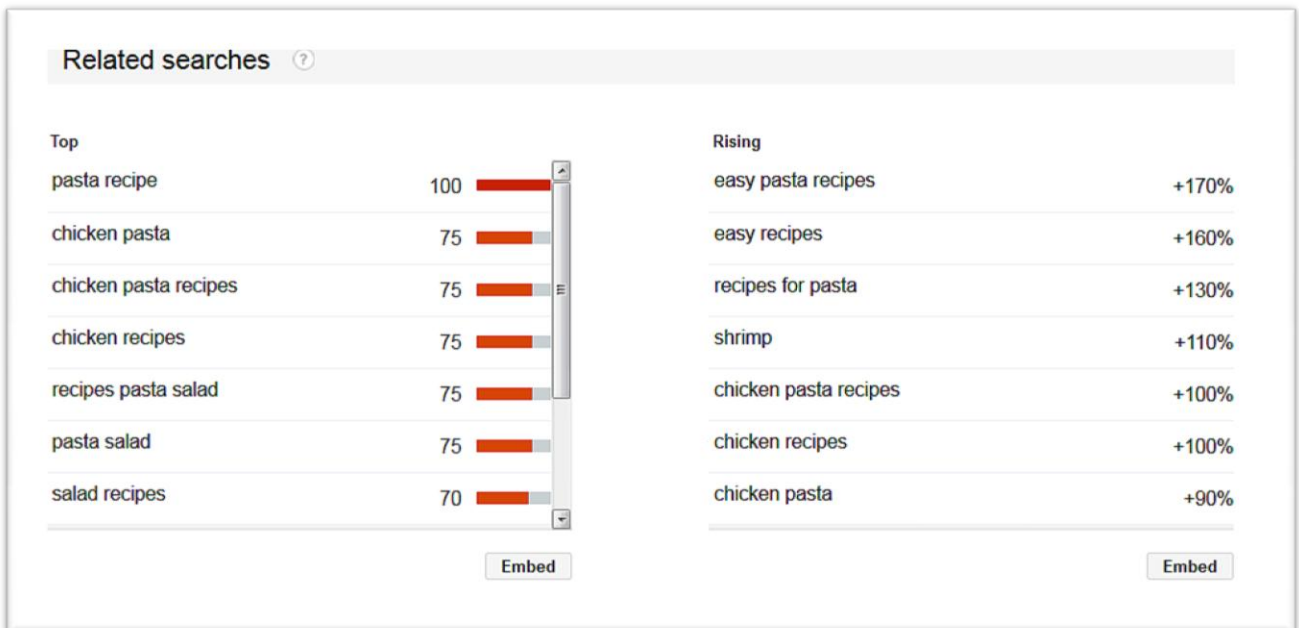 Related searches ?
Top
pasta recipe 100
chicken pasta 75
chicken pasta recipes 75
chicken recipes 75
recipes pasta salad 75
pasta salad 75
salad recipes 70
Embed
Rising
easy pasta recipes +170%
easy recipes +160%
recipes for pasta +130%
shrimp +110%
chicken pasta recipes +100%
chicken recipes +100%
chicken pasta +90%
Embed